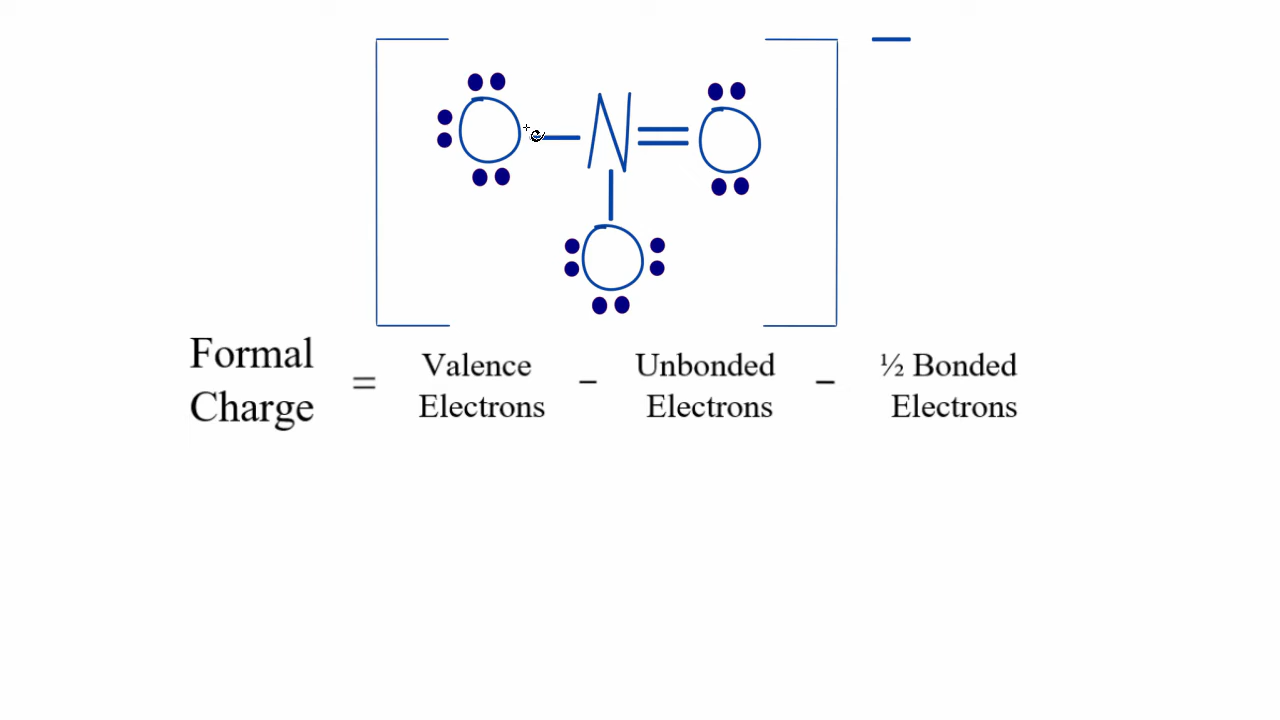 O N O
O
Formal Valence Unbonded ½ Bonded
= − −
Charge Electrons Electrons Electrons